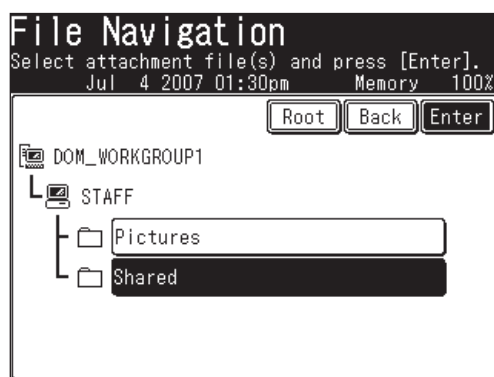 File Navigation
Select attachment file(s) and press [Enter].
Jul 4 2007 01:30pm Memory 100%
Root Back Enter
DOM_WORKGROUP1
STAFF
Pictures
Shared